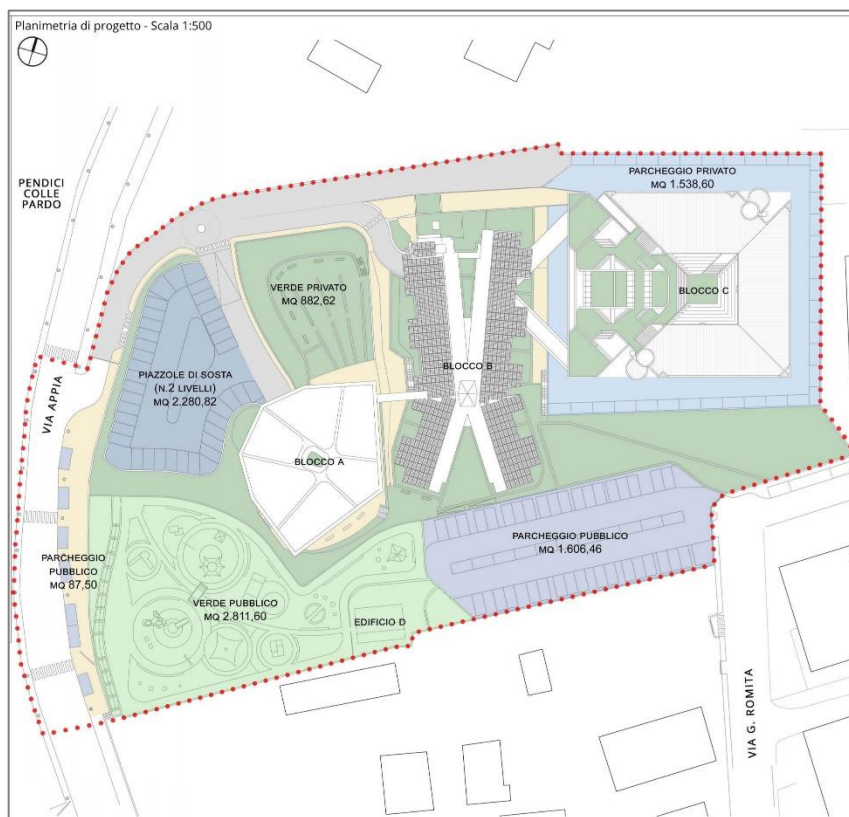 Planimetria di progetto - Scala 1:500
PENDICI
COLLE
PARDO
PARCHEGGIO PRIVATO
MQ 1.538,60
VERDE PRIVATO
MQ 882,62
BLOCCO C
PIAZZOLE DI SOSTA
(N.2 LIVELLI)
MQ 2.280,82
BLOCCO B
VIA APPIA
BLOCCO A
PARCHEGGIO PUBBLICO
MQ 1.606,46
PARCHEGGIO
PUBBLICO
MQ 87,50
VERDE PUBBLICO
MQ 2.811,60
EDIFICIO D
VIA G. ROMITA